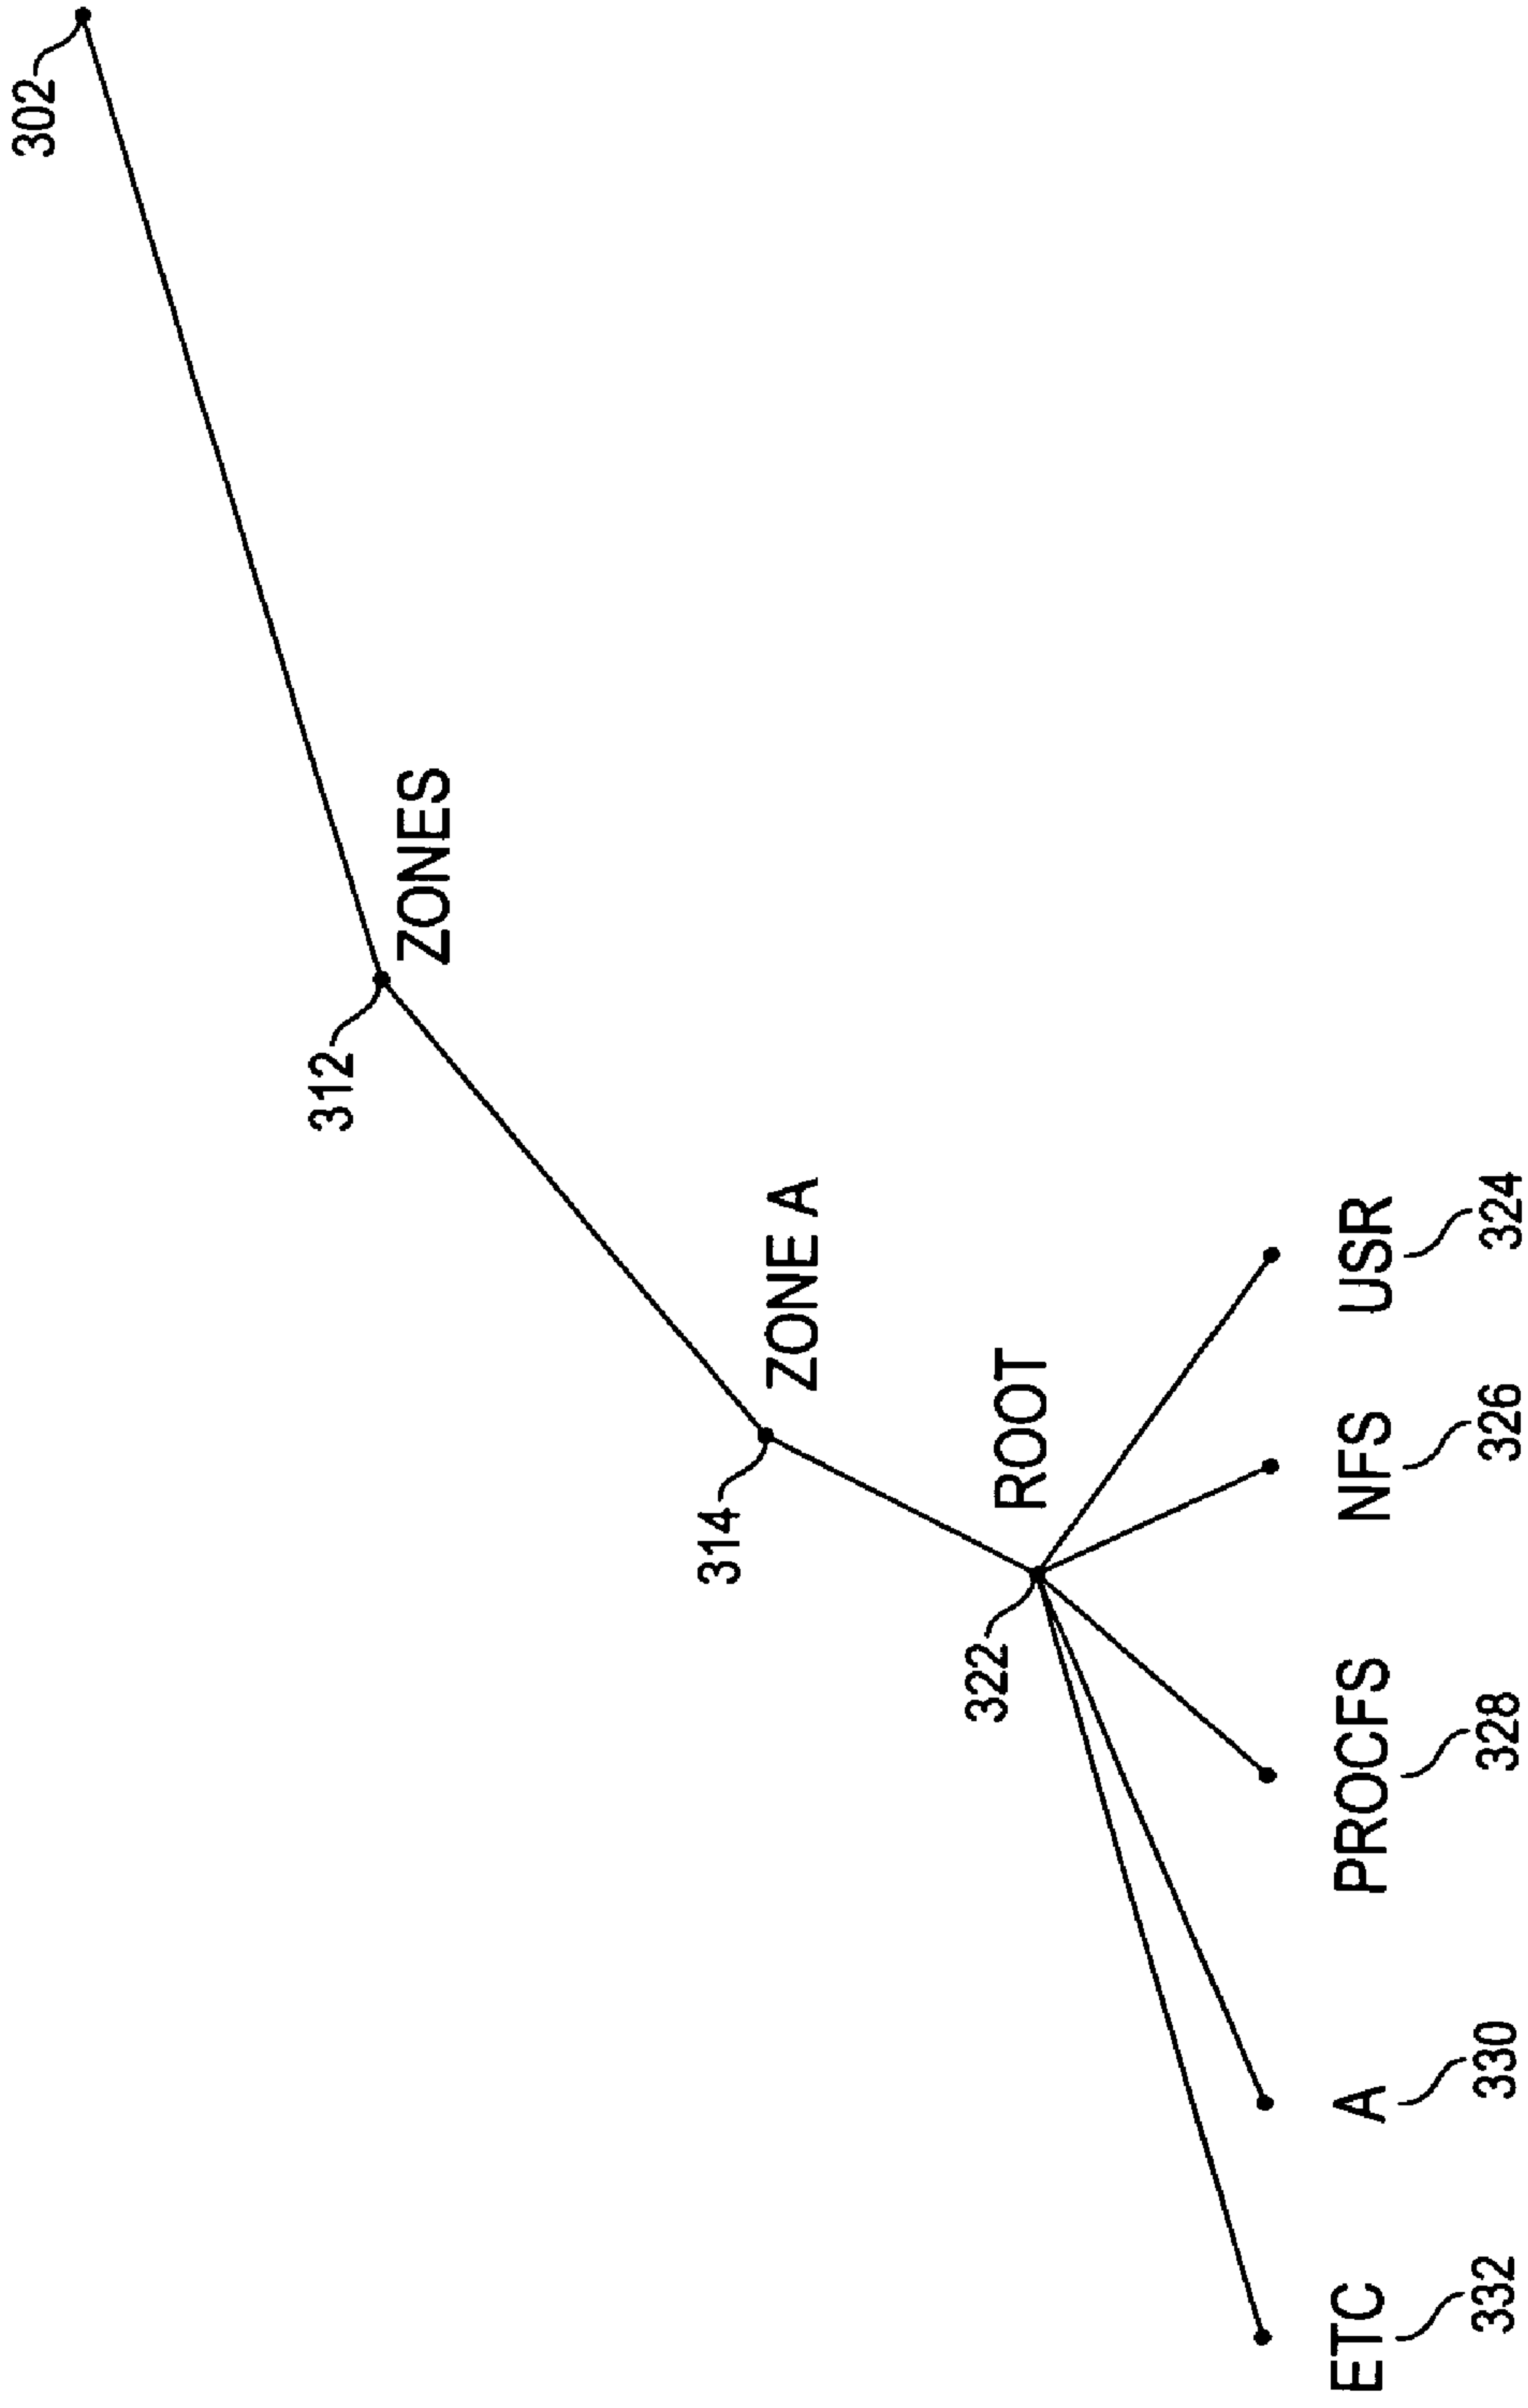 302
312
ZONES
314
ZONE A
322
ROOT
ETC
A
PROCFS
NFS
USR
332
330
328
326
324